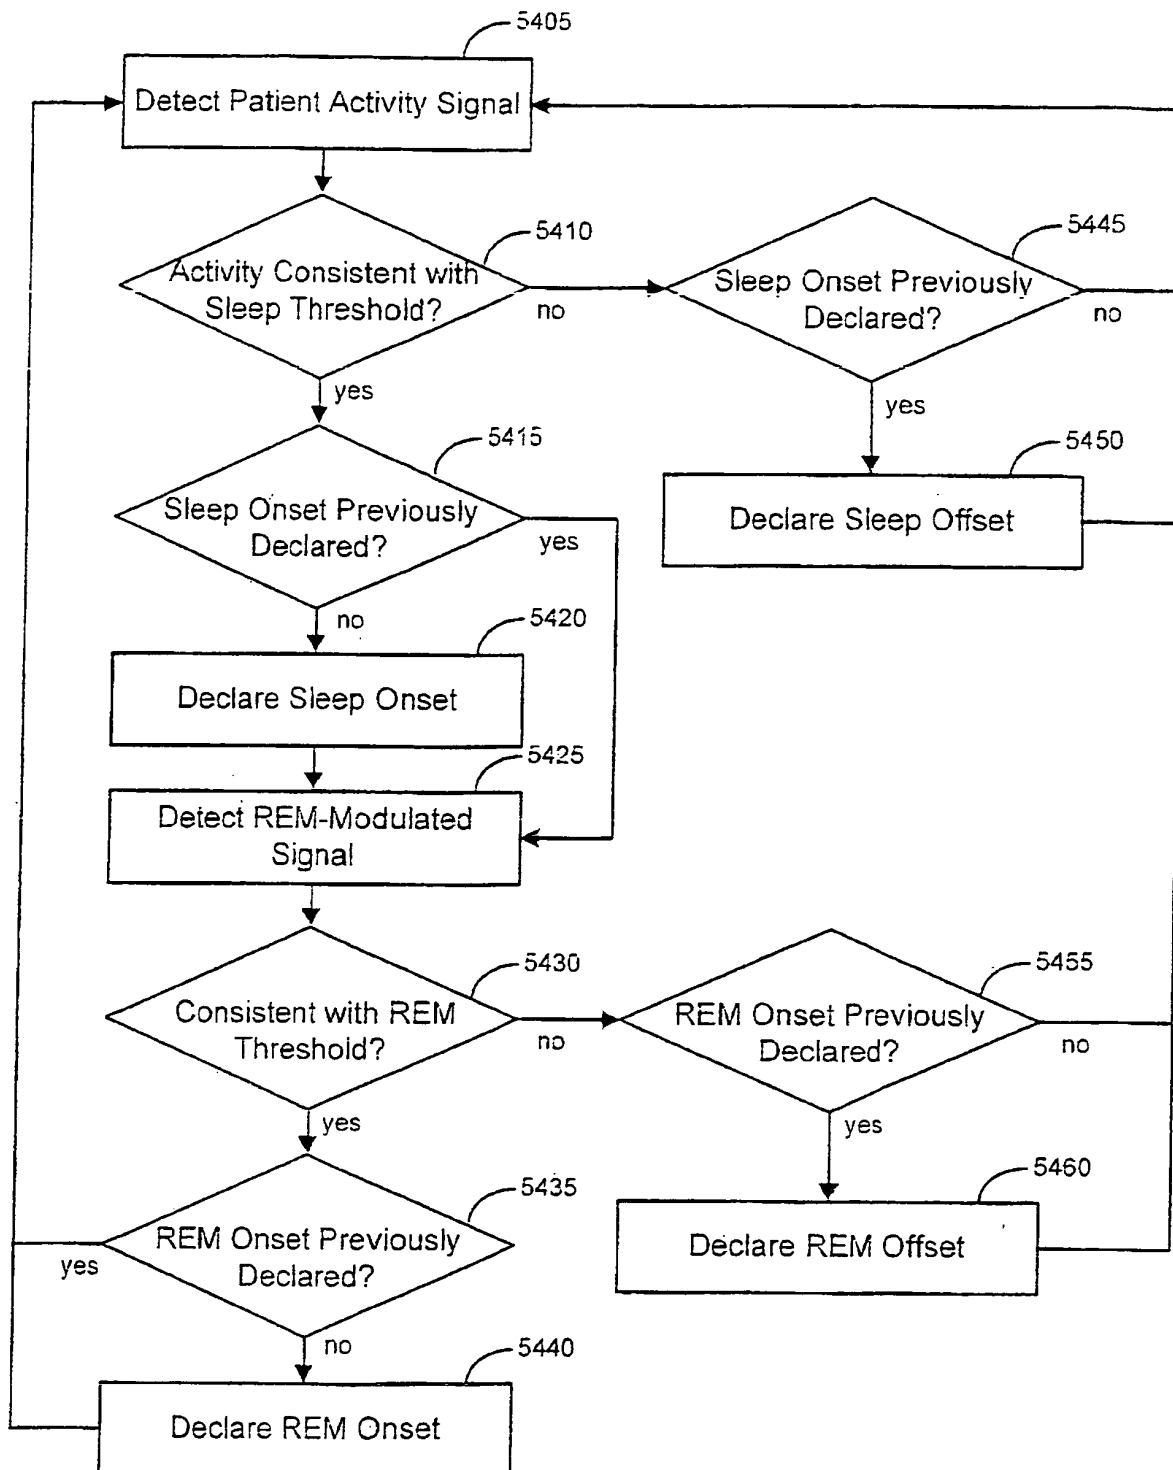 5405
Detect Patient Activity Signal
5410
Activity Consistent with
Sleep Threshold?
no
yes
5445
Sleep Onset Previously
Declared?
no
yes
5415
Sleep Onset Previously
Declared?
yes
no
5450
Declare Sleep Offset
5420
Declare Sleep Onset
5425
Detect REM-Modulated
Signal
5430
Consistent with REM
Threshold?
no
yes
5455
REM Onset Previously
Declared?
no
yes
5435
REM Onset Previously
Declared?
yes
no
5460
Declare REM Offset
5440
Declare REM Onset